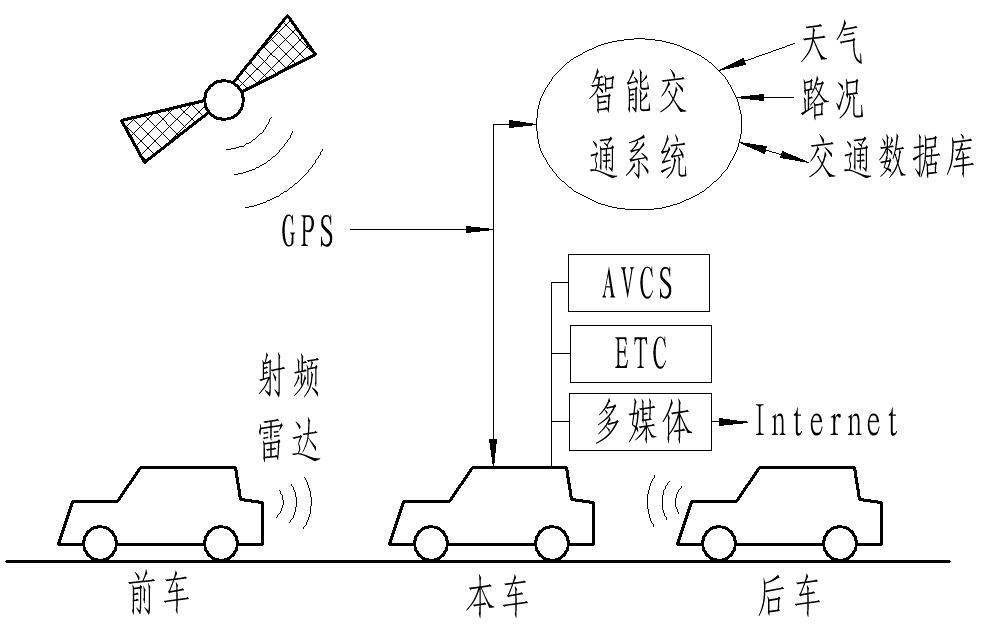 天气
智能交
通系统
路况
交通数据库
GPS
AVCS
ETC
射频
雷达
多媒体
Internet
前车
本车
后车